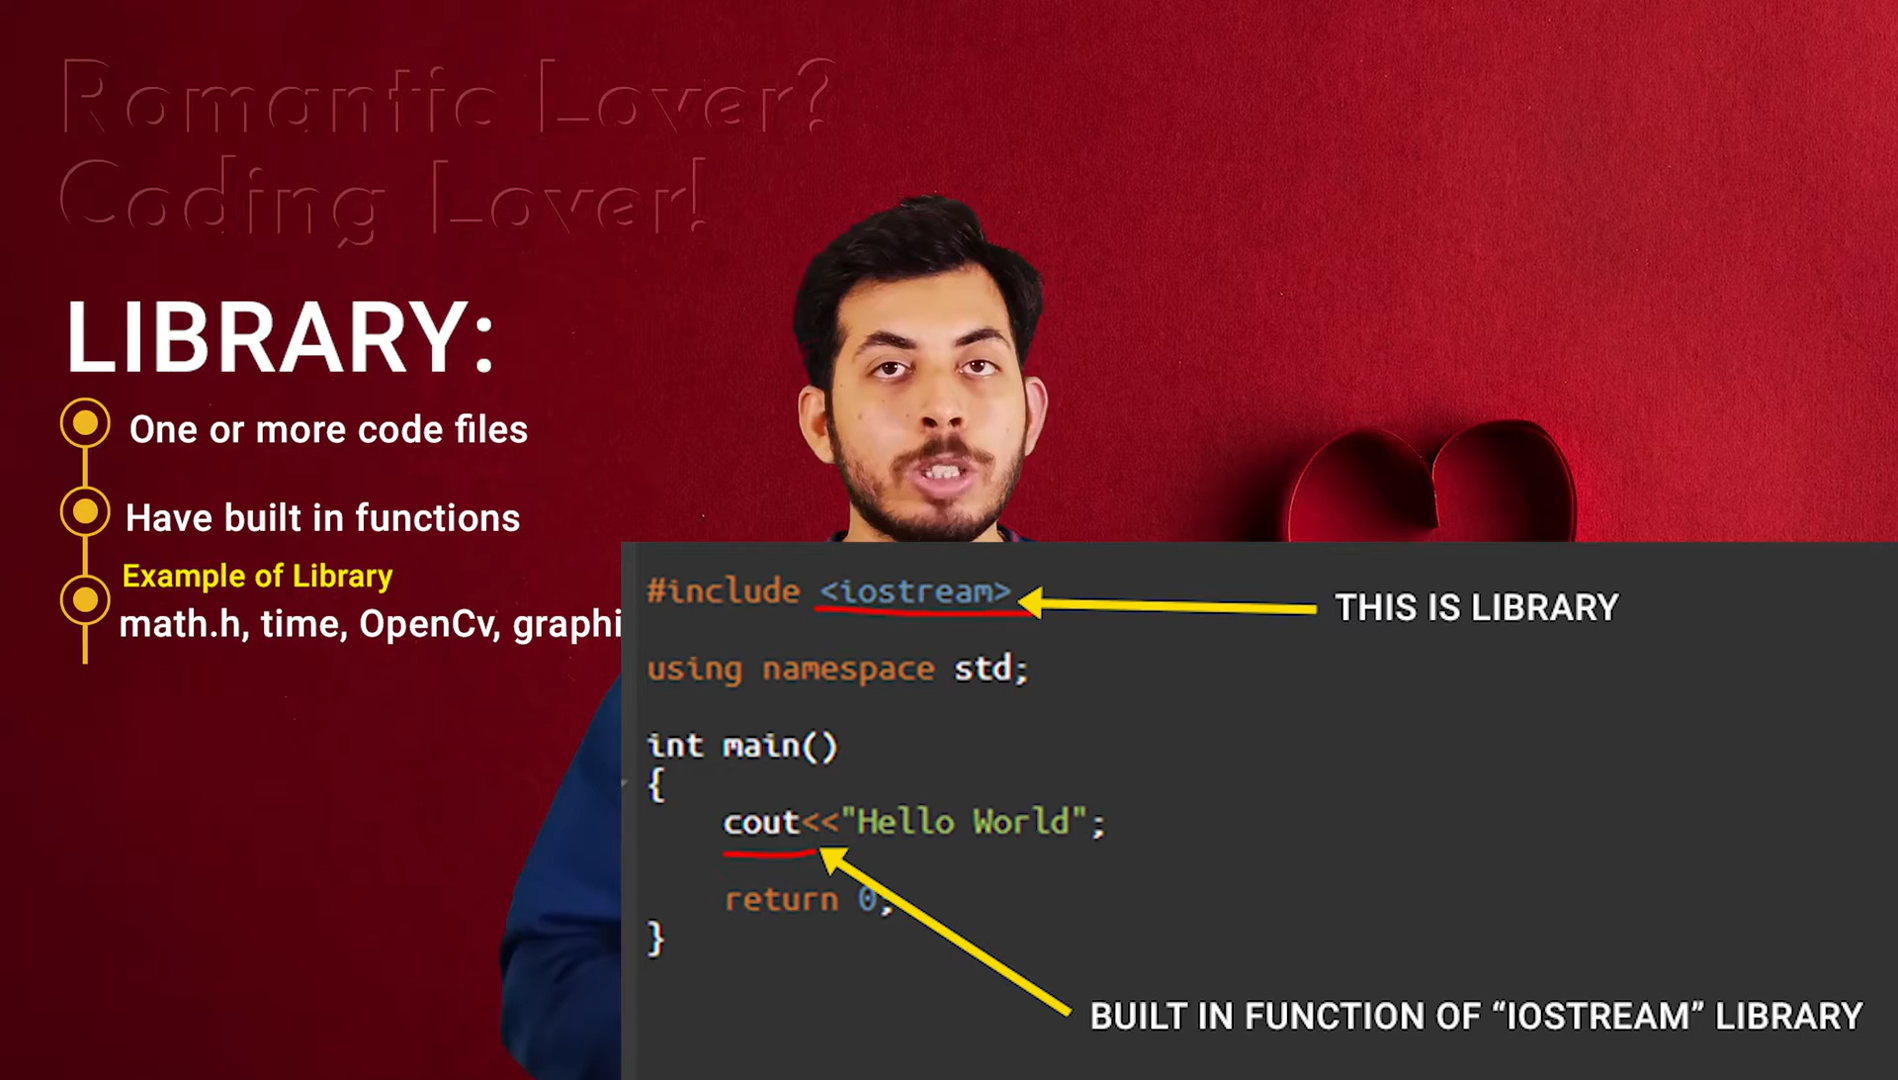 Romantic Lover?
Coding Lover!
LIBRARY:
One or more code files
Have built in functions
Example of Library
math.h, time, OpenCv, graphi
#include <iostream>
THIS IS LIBRARY
using namespace std;
int main()
{
cout<<"Hello World";
return 0;
}
BUILT IN FUNCTION OF “IOSTREAM” LIBRARY